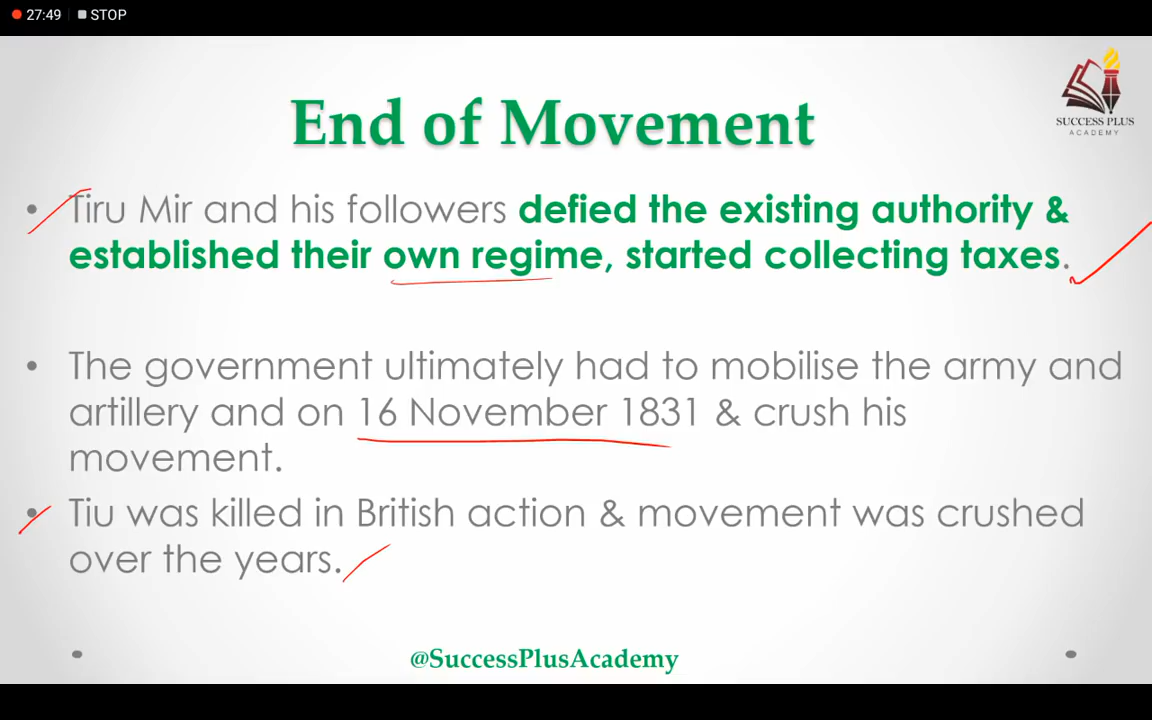 27:49 STOP
SUCCESS PLUS
ACADEMY
End of Movement
• Tiru Mir and his followers defied the existing authority &
established their own regime, started collecting taxes.
• The government ultimately had to mobilise the army and
artillery and on 16 November 1831 & crush his
movement.
• Tiu was killed in British action & movement was crushed
over the years.
@SuccessPlusAcademy